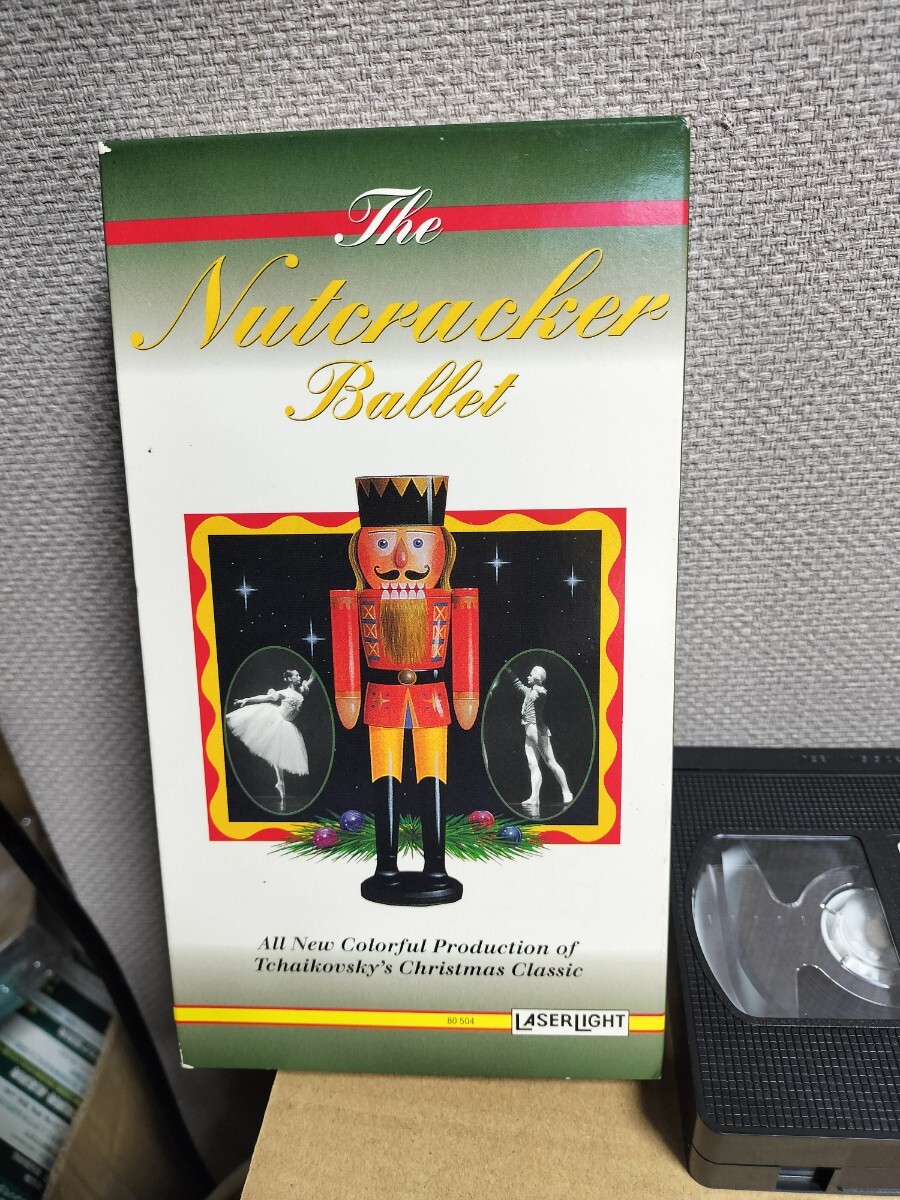 The
Nutcracker
Ballet
All New Colorful Production of
Tchaikovsky's Christmas Classic
80 504
LASERLIGHT